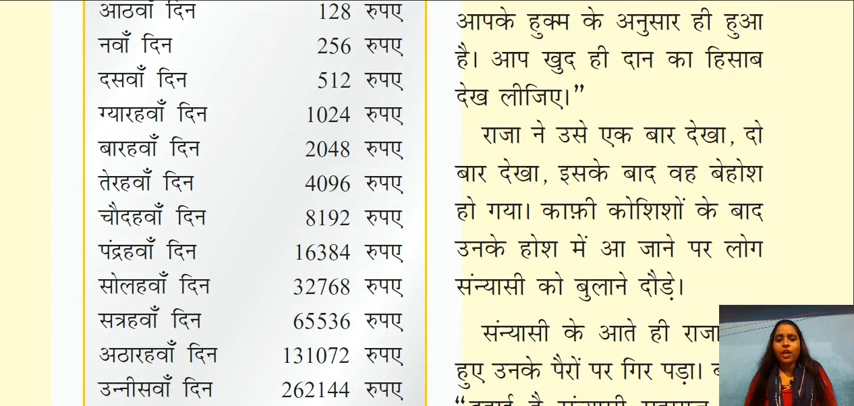 आठवाँ दिन 128 रुपए
नवाँ दिन 256 रुपए
दसवाँ दिन 512 रुपए
ग्यारहवाँ दिन 1024 रुपए
बारहवाँ दिन 2048 रुपए
तेरहवाँ दिन 4096 रुपए
चौदहवाँ दिन 8192 रुपए
पंद्रहवाँ दिन 16384 रुपए
सोलहवाँ दिन 32768 रुपए
सत्रहवाँ दिन 65536 रुपए
अठारहवाँ दिन 131072 रुपए
उन्नीसवाँ दिन 262144 रुपए
आपके हुक्म के अनुसार ही हुआ
है। आप खुद ही दान का हिसाब
देख लीजिए।”
राजा ने उसे एक बार देखा, दो
बार देखा, इसके बाद वह बेहोश
हो गया। काफ़ी कोशिशों के बाद
उनके होश में आ जाने पर लोग
संन्यासी को बुलाने दौड़े।
संन्यासी के आते ही राजा
हुए उनके पैरों पर गिर पड़ा।